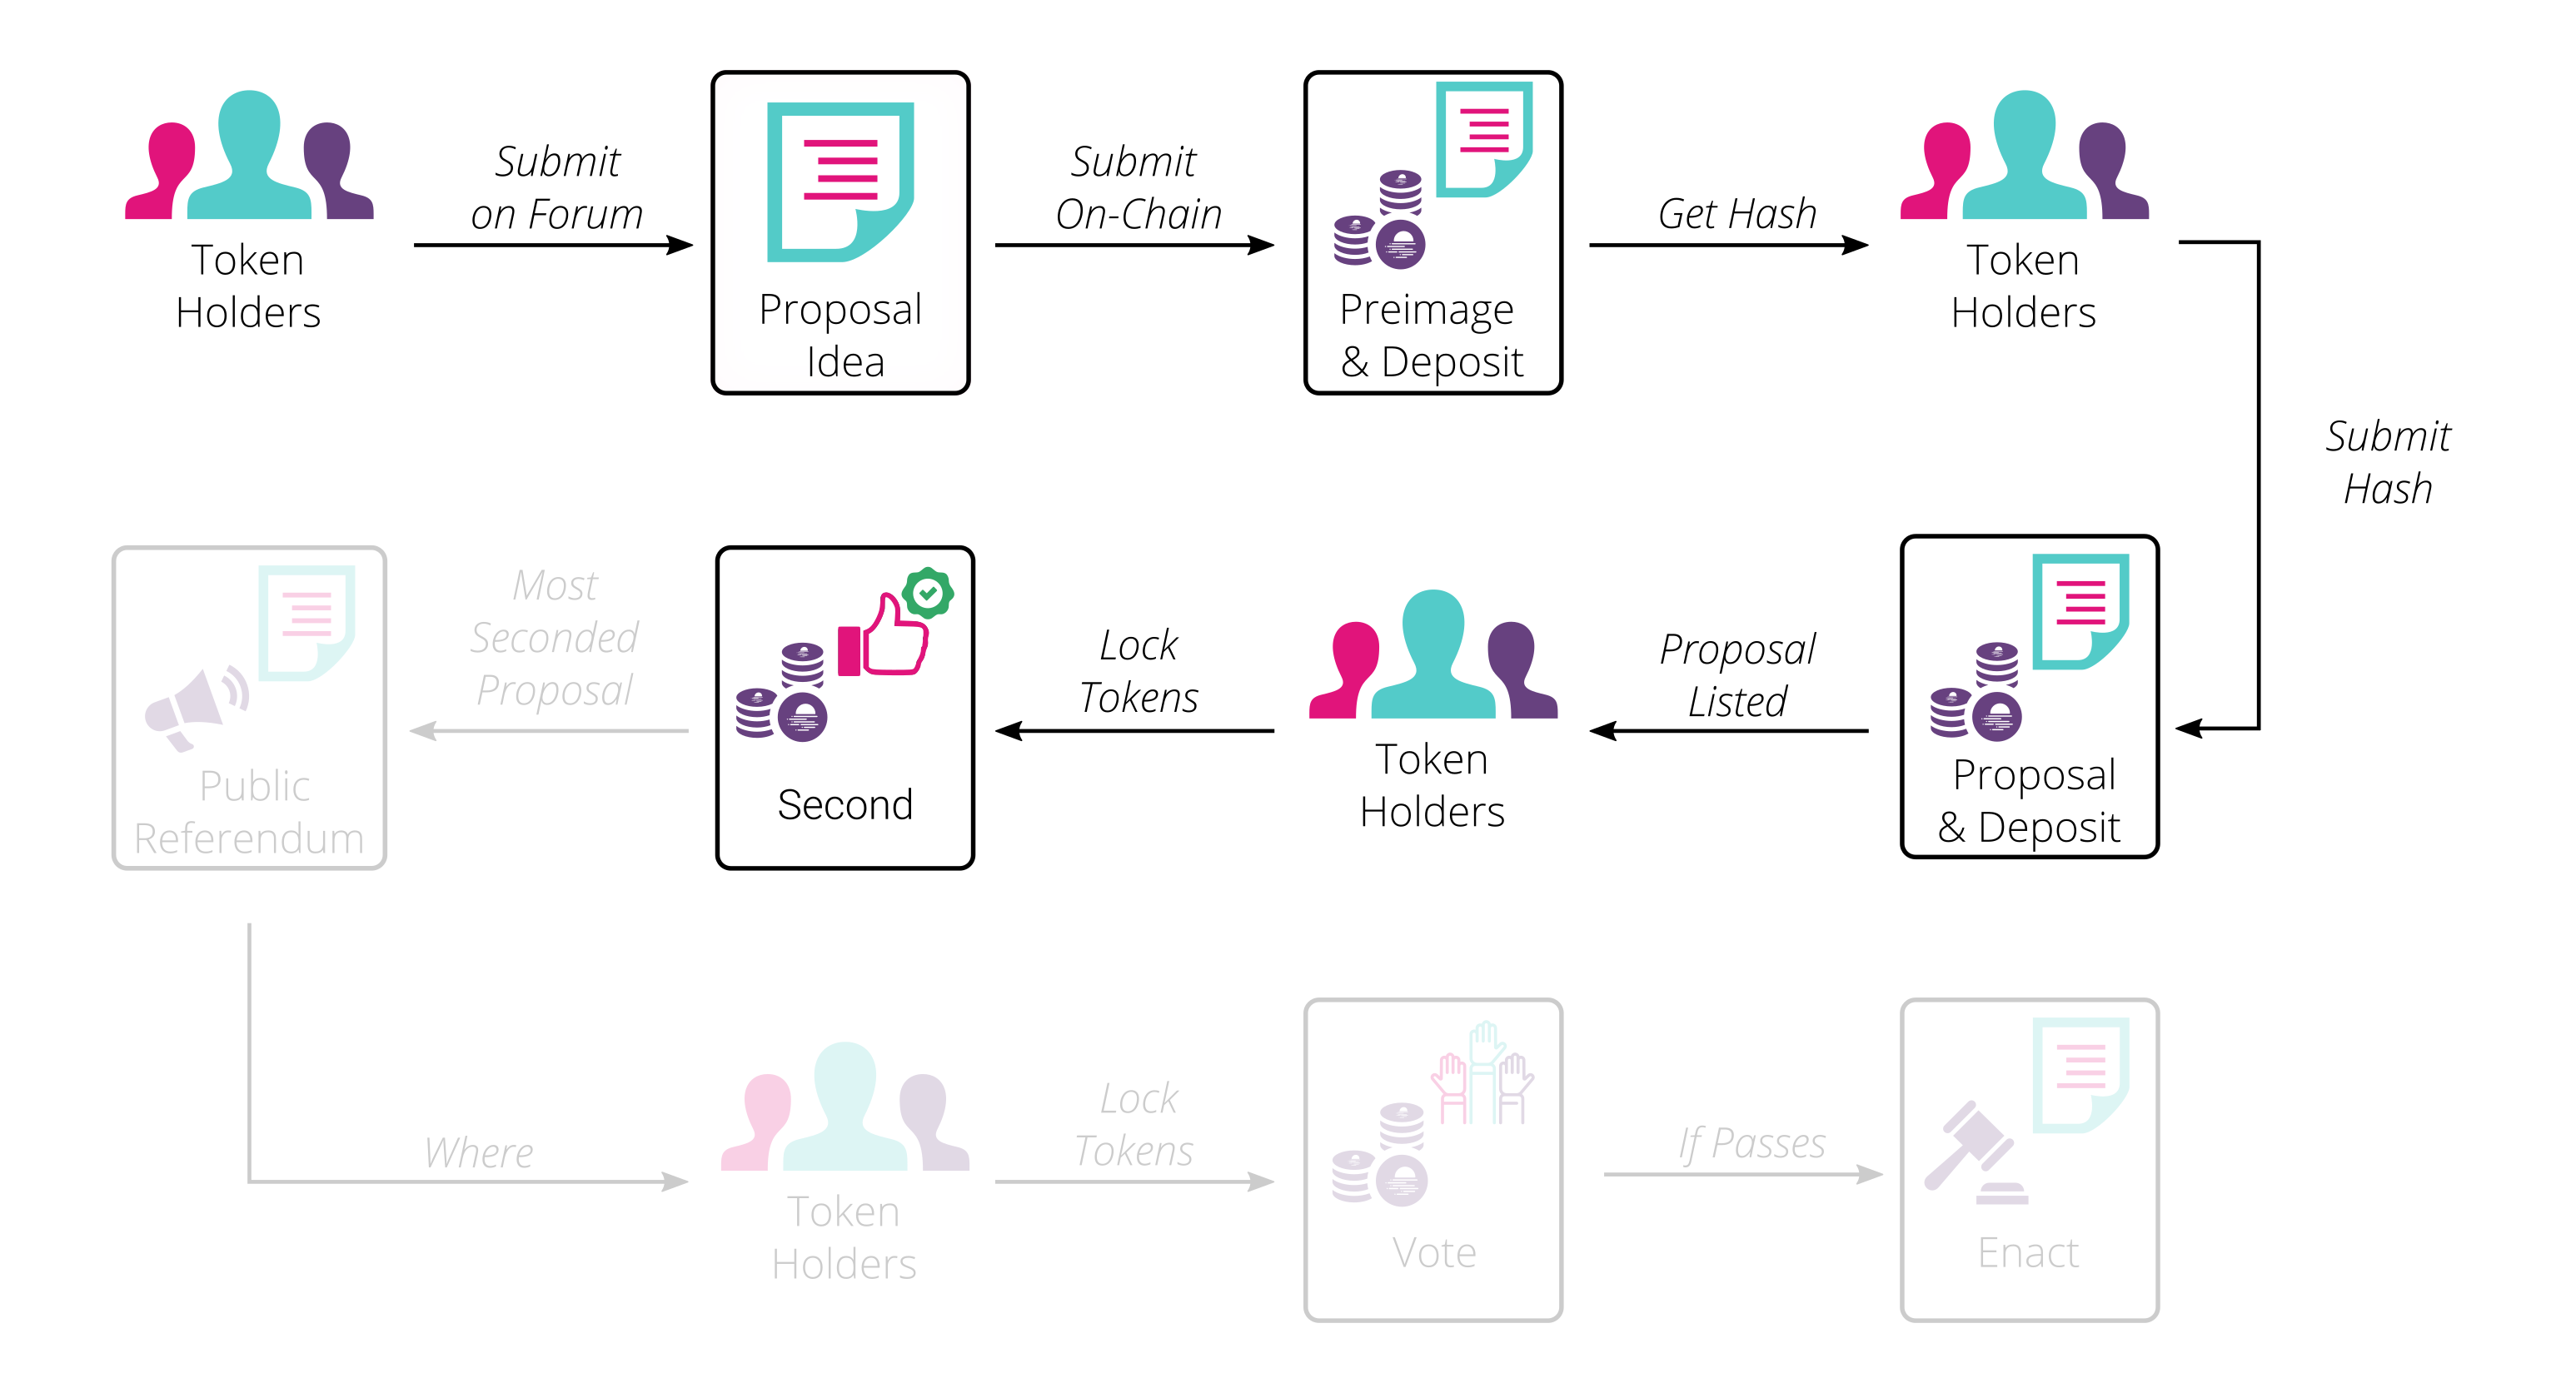 Submit
on Forum
Submit
On-Chain
Get Hash
Token
Holders
Proposal
Idea
Preimage
& Deposit
Token
Holders
Submit
Hash
Proposal
& Deposit
Proposal
Listed
Token
Holders
Lock
Tokens
Second
Most
Seconded
Proposal
Public
Referendum
Where
Token
Holders
Lock
Tokens
Vote
If Passes
Enact